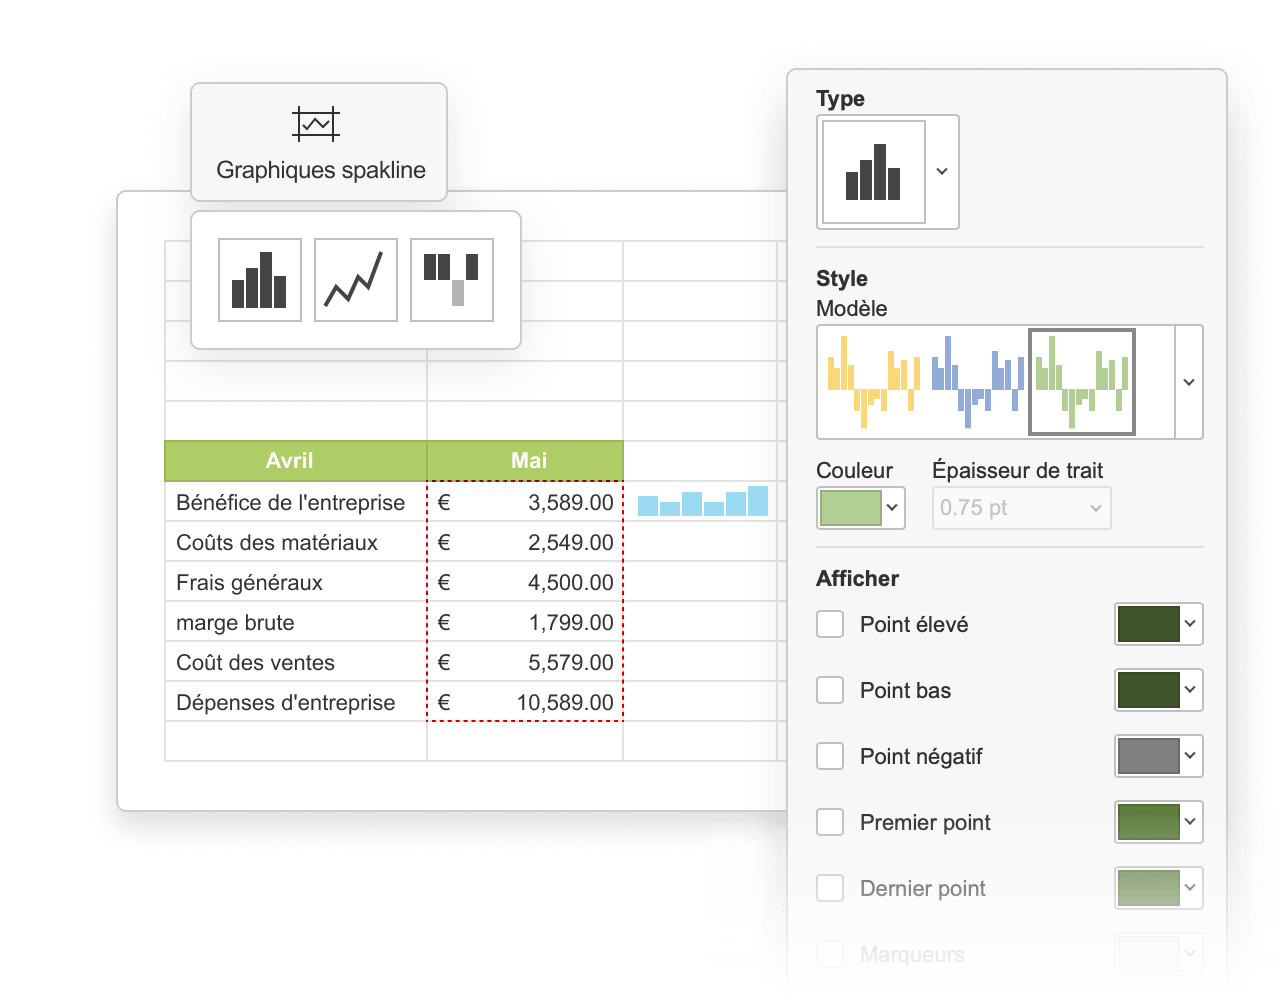 Graphiques spakline
Avril Mai
Bénéfice de l'entreprise € 3,589.00
Coûts des matériaux € 2,549.00
Frais généraux € 4,500.00
marge brute € 1,799.00
Coût des ventes € 5,579.00
Dépenses d'entreprise € 10,589.00
Type
Style
Modèle
Couleur Épaisseur de trait
0.75 pt
Afficher
Point élevé
Point bas
Point négatif
Premier point
Dernier point
Marqueurs